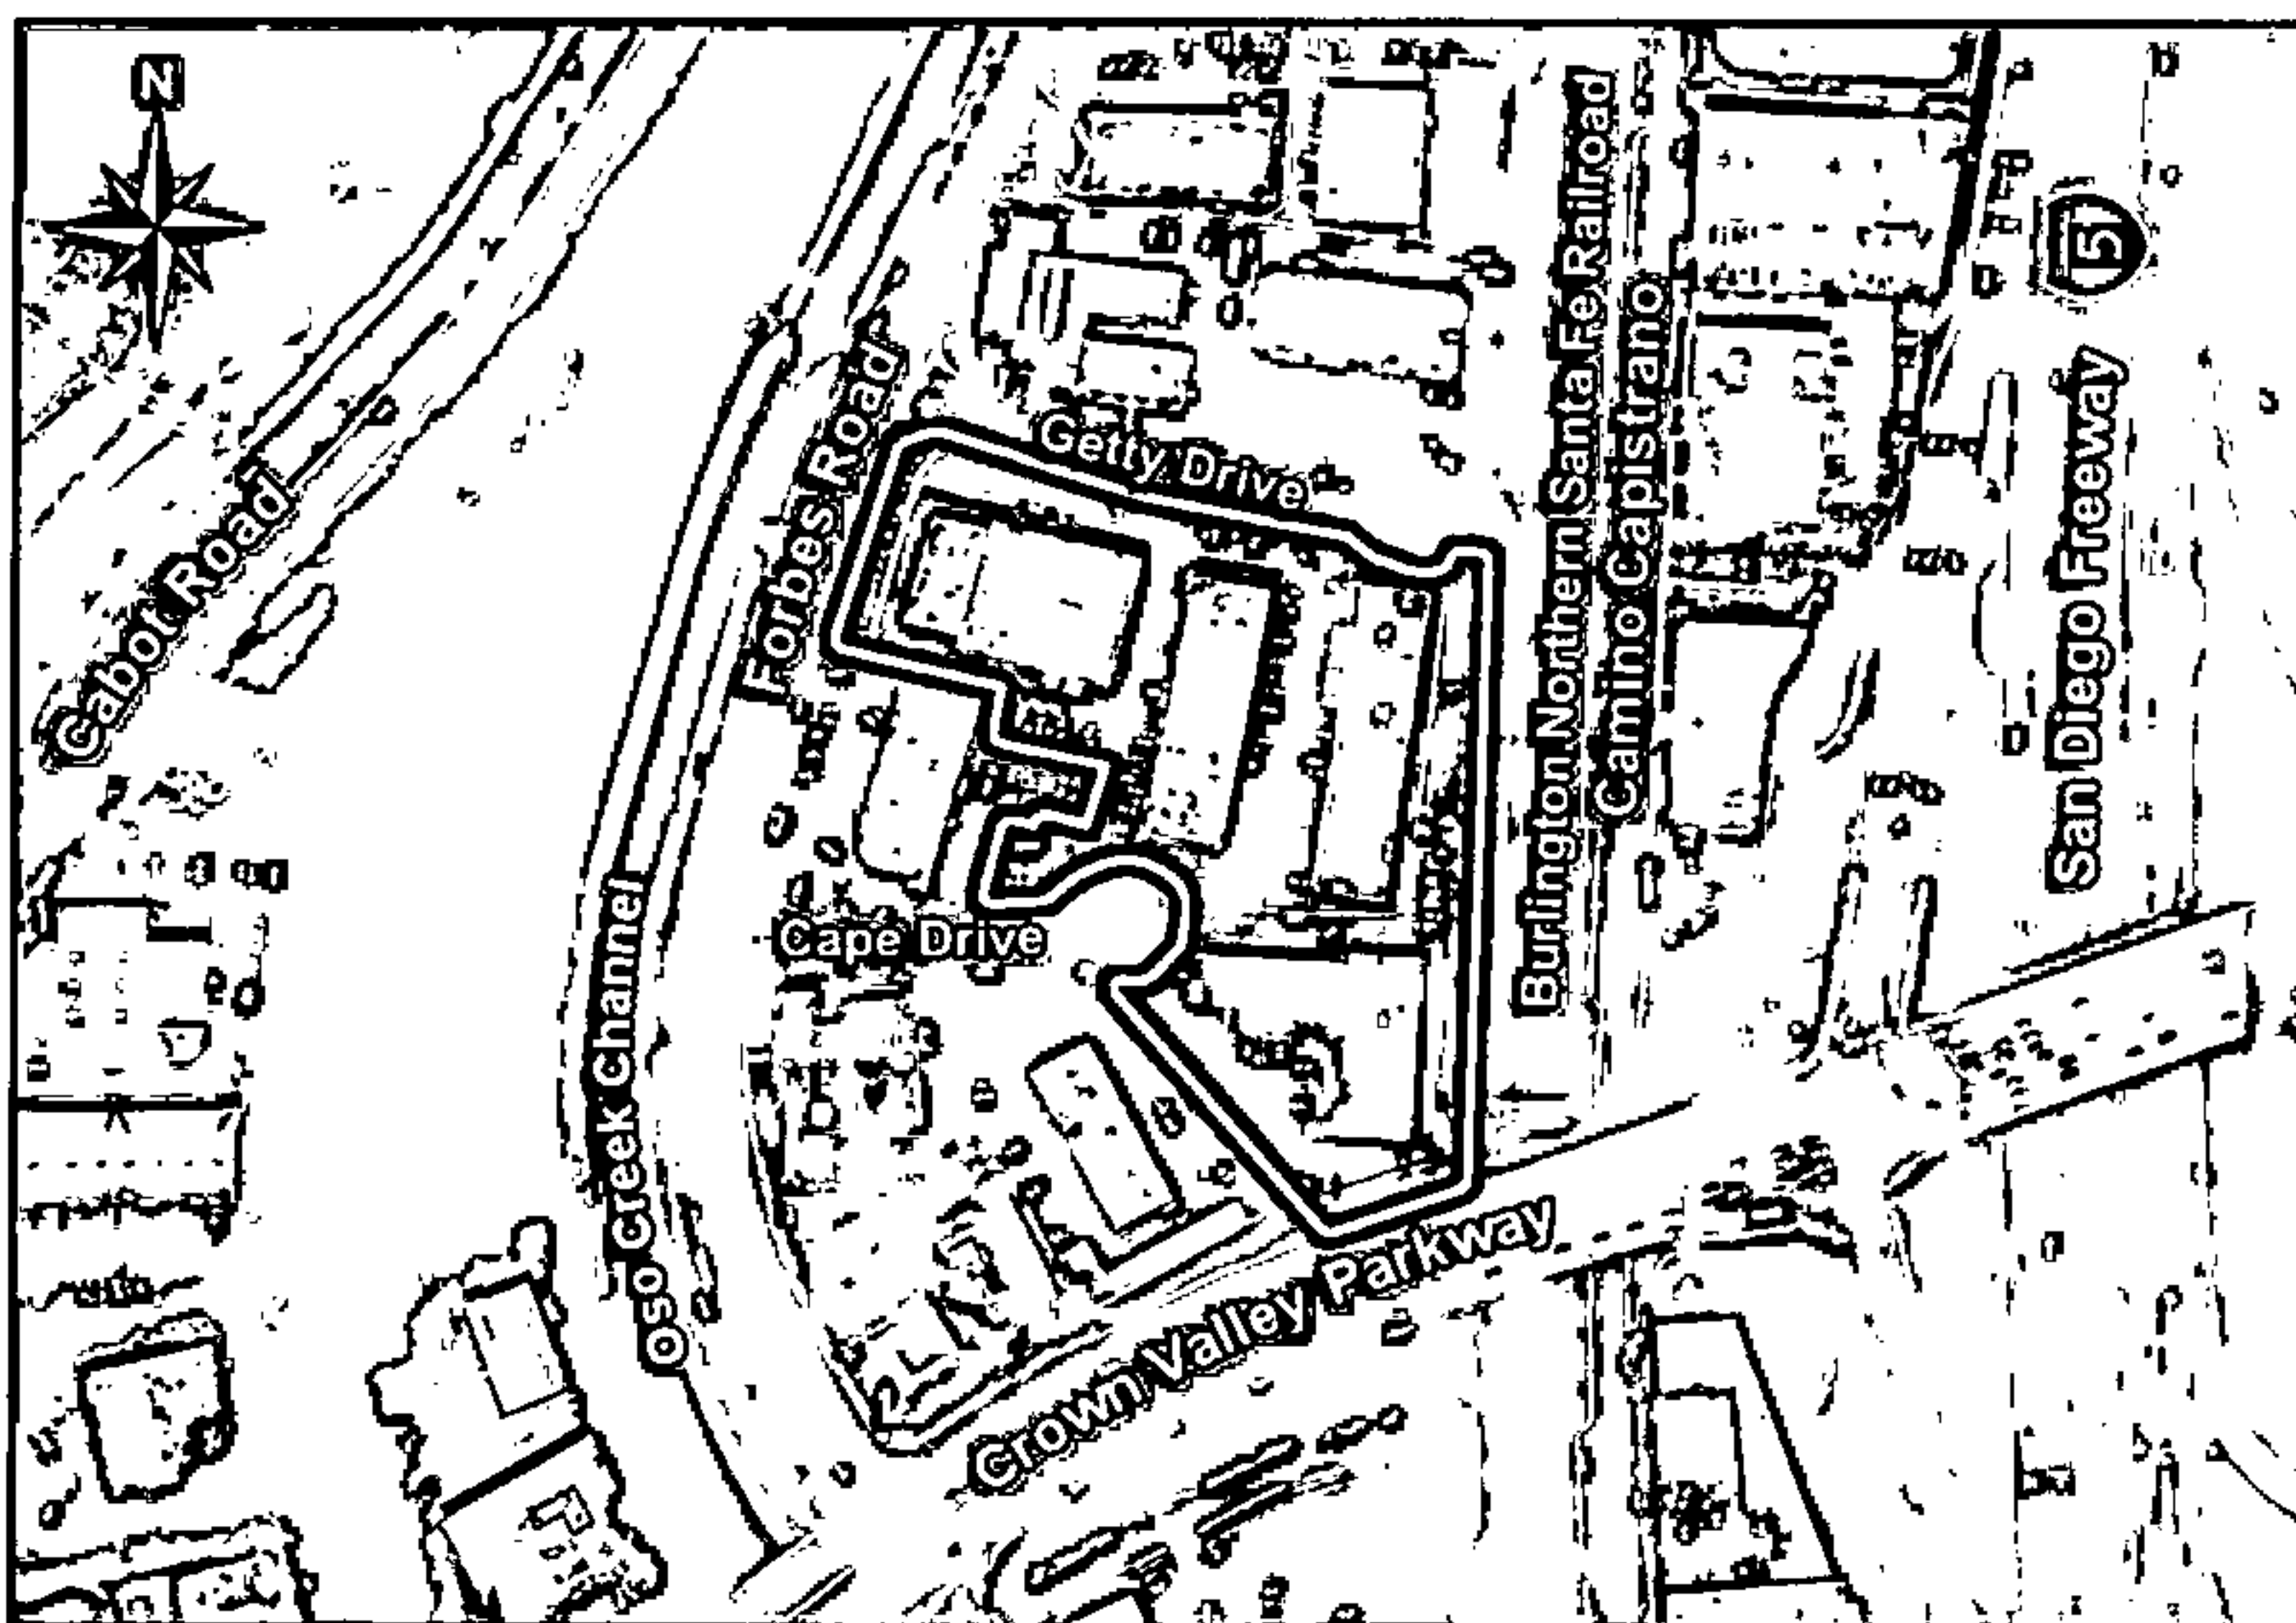 N
5
Burlington Northern Santa Fe Railroad
Camino Capistrano
San Diego Freeway
Forbes Road
Getty Drive
Cabot Road
Cape Drive
Oso Creek Channel
Crown Valley Parkway